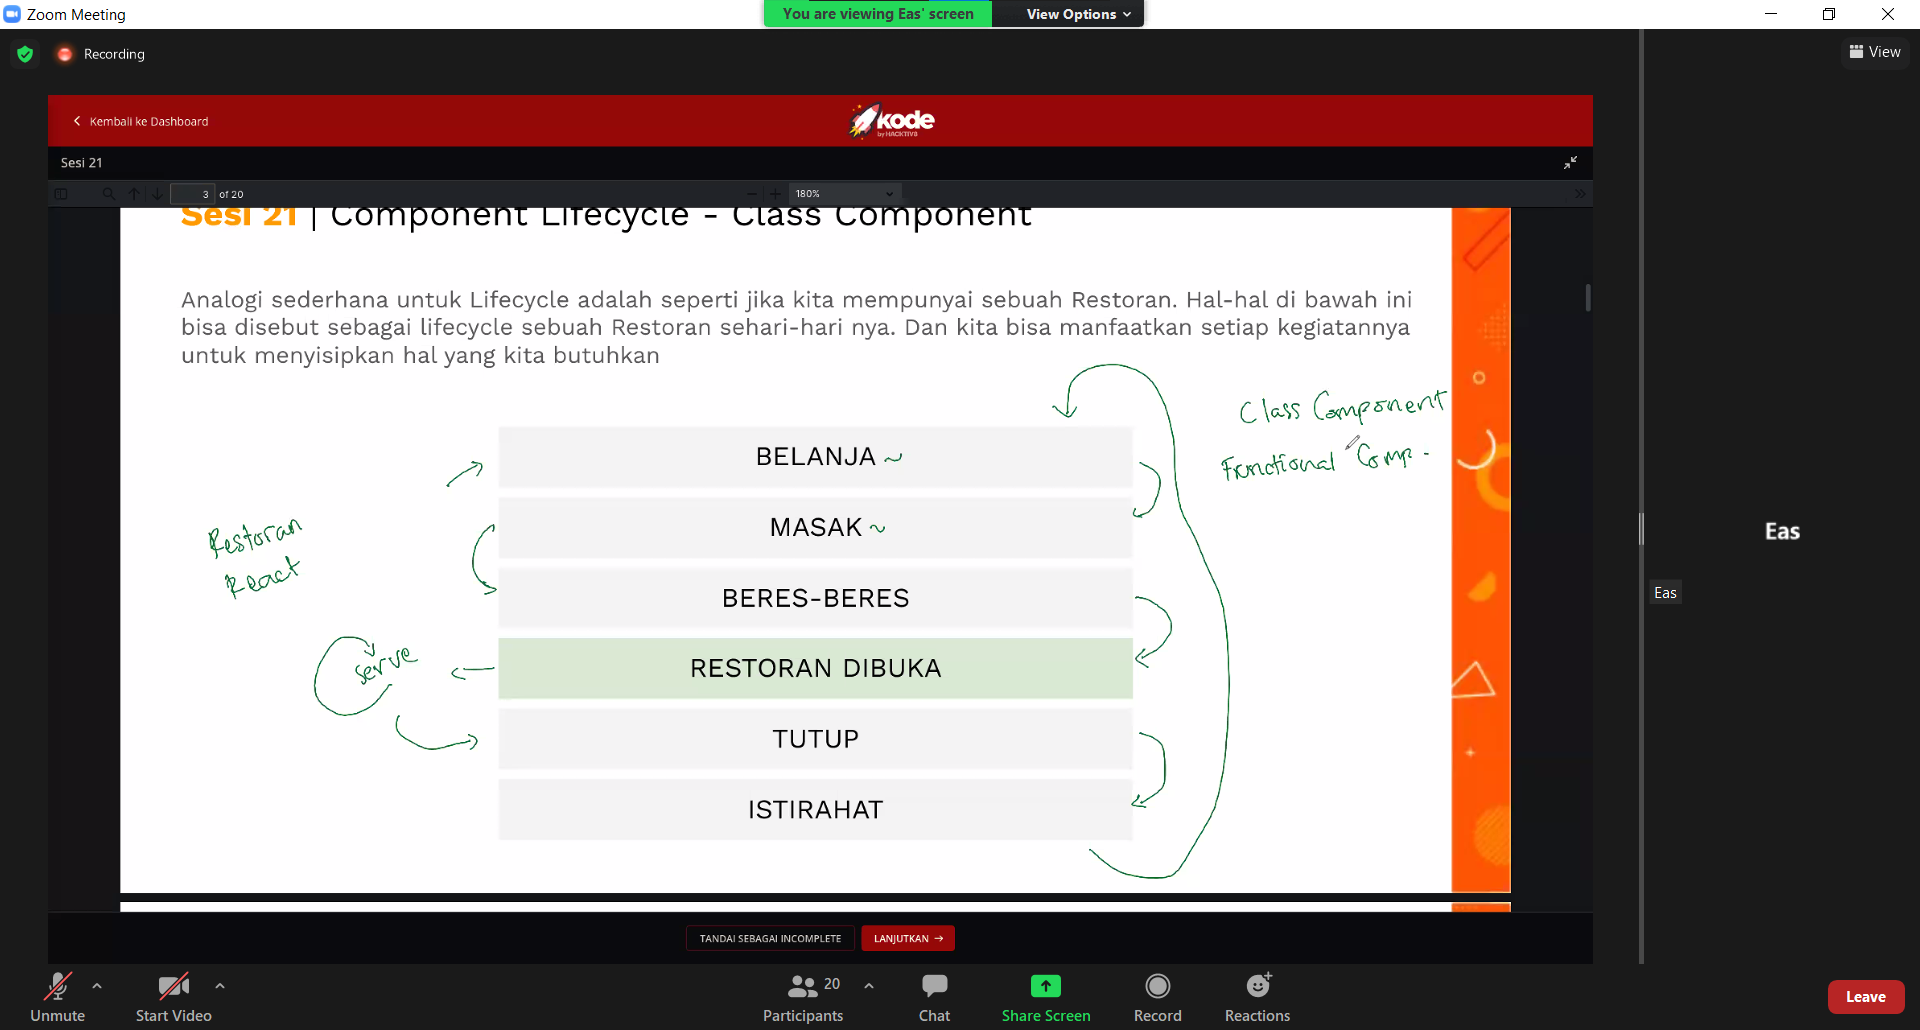 Zoom Meeting
You are viewing Eas' screen
View Options
Recording
View
Kembali ke Dashboard
kode
by HACKTIV8
Sesi 21
3 of 20
180%
Sesi 21 | Component Lifecycle - Class Component
Analogi sederhana untuk Lifecycle adalah seperti jika kita mempunyai sebuah Restoran. Hal-hal di bawah ini
bisa disebut sebagai lifecycle sebuah Restoran sehari-hari nya. Dan kita bisa manfaatkan setiap kegiatannya
untuk menyisipkan hal yang kita butuhkan
Class Component
Functional Comp.
BELANJA
MASAK
Restoran
React
BERES-BERES
RESTORAN DIBUKA
serve
TUTUP
ISTIRAHAT
Eas
Eas
TANDAI SEBAGAI INCOMPLETE
LANJUTKAN →
Unmute
Start Video
20
Participants
Chat
Share Screen
Record
Reactions
Leave